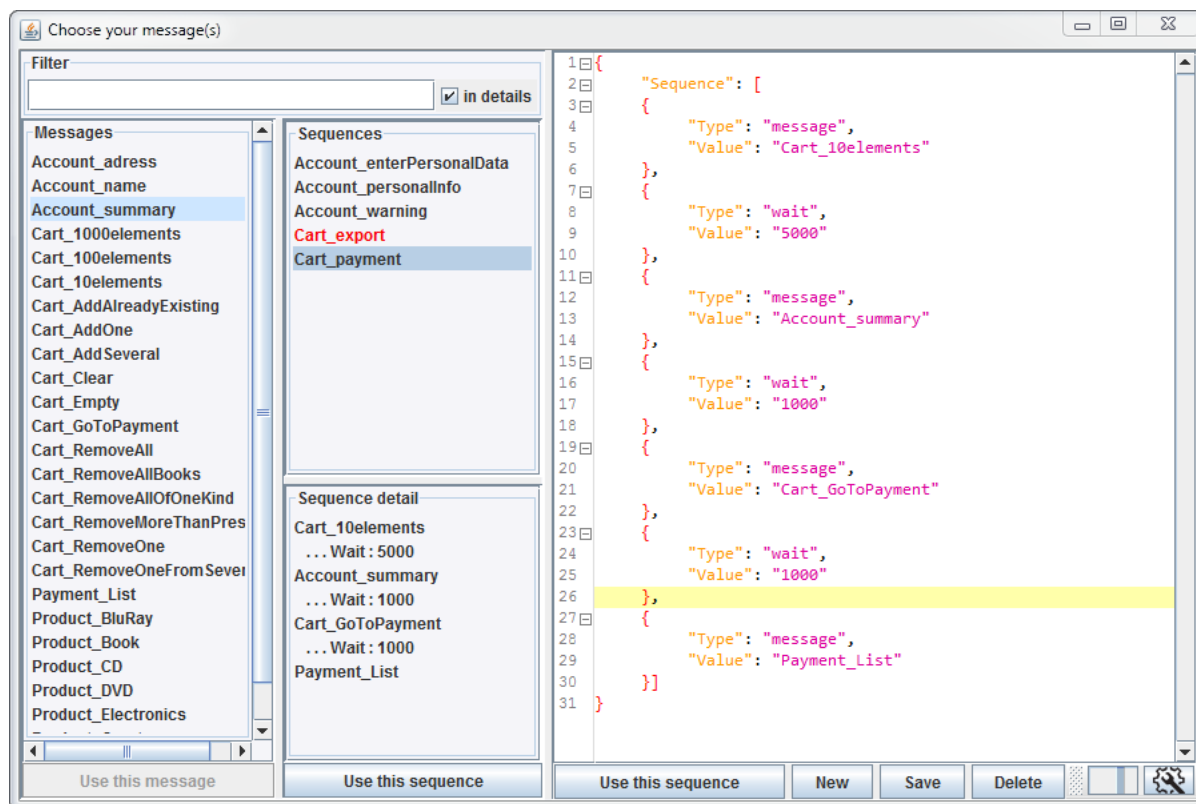 Choose your message(s)
Filter
in details
Messages
Account_adress
Account_name
Account_summary
Cart_1000elements
Cart_100elements
Cart_10elements
Cart_AddAlreadyExisting
Cart_AddOne
Cart_AddSeveral
Cart_Clear
Cart_Empty
Cart_GoToPayment
Cart_RemoveAll
Cart_RemoveAllBooks
Cart_RemoveAllOfOneKind
Cart_RemoveMoreThanPres
Cart_RemoveOne
Cart_RemoveOneFromSever
Payment_List
Product_BluRay
Product_Book
Product_CD
Product_DVD
Product_Electronics
Use this message
Sequences
Account_enterPersonalData
Account_personalInfo
Account_warning
Cart_export
Cart_payment
Sequence detail
Cart_10elements
... Wait : 5000
Account_summary
... Wait : 1000
Cart_GoToPayment
... Wait : 1000
Payment_List
Use this sequence
1 {
2 "Sequence": [
3 {
4 "Type": "message",
5 "Value": "Cart_10elements"
6 },
7 {
8 "Type": "wait",
9 "Value": "5000"
10 },
11 {
12 "Type": "message",
13 "Value": "Account_summary"
14 },
15 {
16 "Type": "wait",
17 "Value": "1000"
18 },
19 {
20 "Type": "message",
21 "Value": "Cart_GoToPayment"
22 },
23 {
24 "Type": "wait",
25 "Value": "1000"
26 },
27 {
28 "Type": "message",
29 "Value": "Payment_List"
30 }]
31 }
Use this sequence
New
Save
Delete